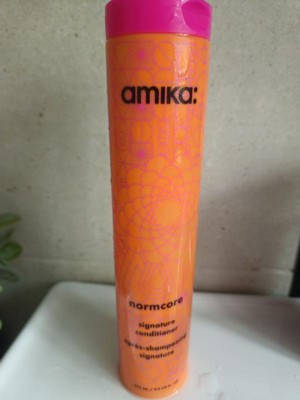 amika:
normcore
signature
conditioner
après-shampooing
signature